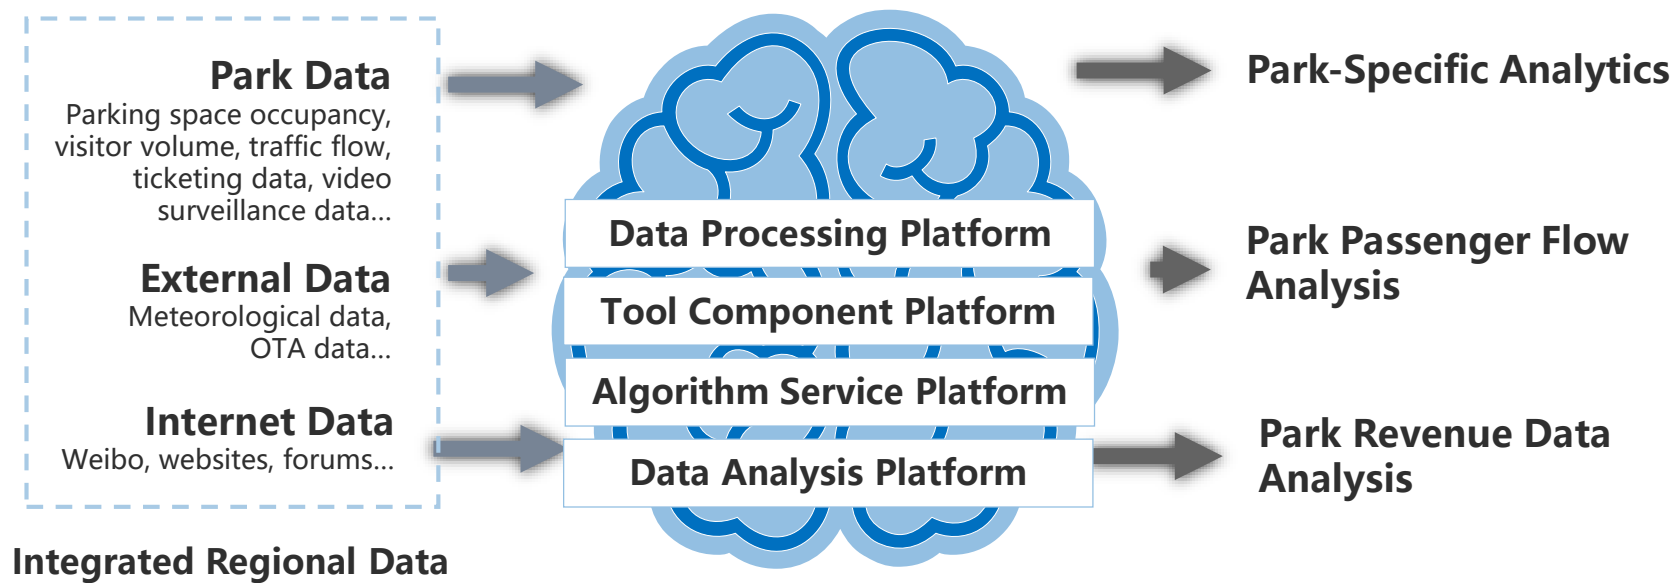 Park Data
Parking space occupancy,
visitor volume, traffic flow,
ticketing data, video
surveillance data...
External Data
Meteorological data,
OTA data...
Internet Data
Weibo, websites, forums...
Integrated Regional Data
Data Processing Platform
Tool Component Platform
Algorithm Service Platform
Data Analysis Platform
Park-Specific Analytics
Park Passenger Flow
Analysis
Park Revenue Data
Analysis